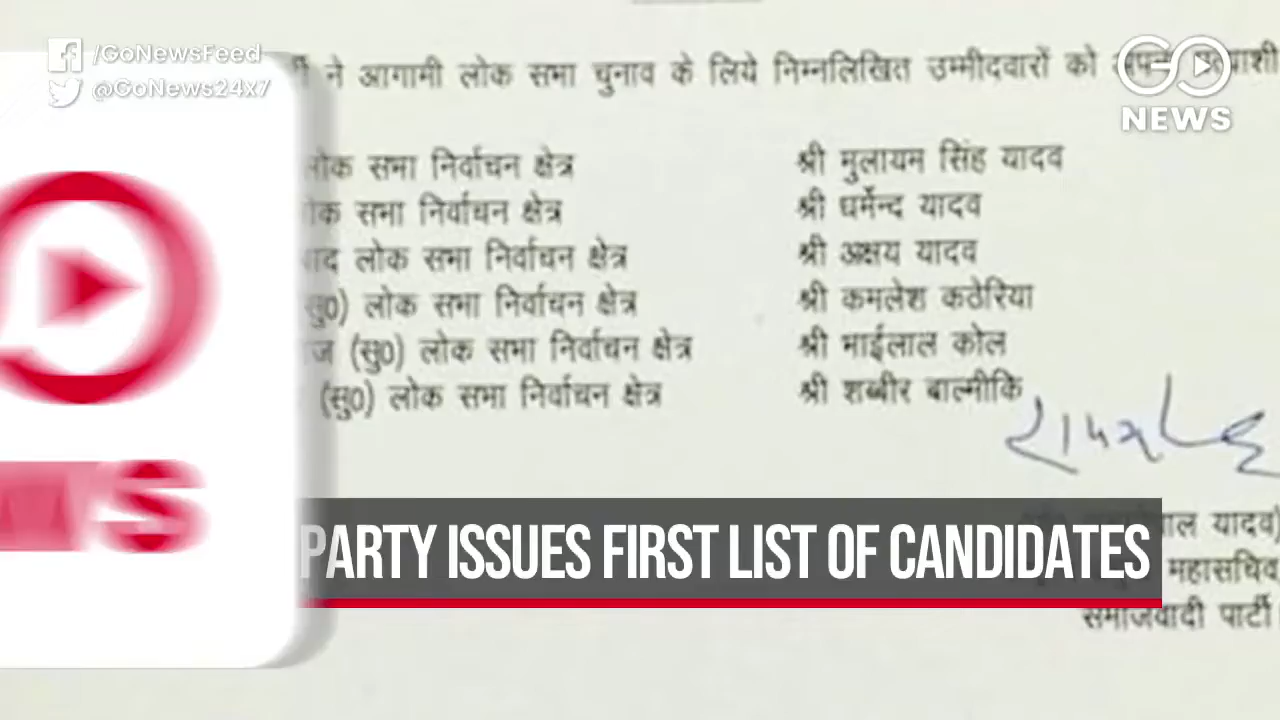 /GoNewsFeed
@GoNews24x7
GO
NEWS
ने आगामी लोक सभा चुनाव के लिये निम्नलिखित उम्मीदवारों को
लोक सभा निर्वाचन क्षेत्र श्री मुलायम सिंह यादव
सभा निर्वाचन क्षेत्र श्री धर्मेन्द यादव
लोक सभा निर्वाचन क्षेत्र श्री अक्षय यादव
लोक सभा निर्वाचन क्षेत्र श्री कमलेश कठेरिया
(सु0) लोक सभा निर्वाचन क्षेत्र श्री भाईलाल कोल
(सु0) लोक सभा निर्वाचन क्षेत्र श्री शब्बीर बाल्मीकि
PARTY ISSUES FIRST LIST OF CANDIDATES
यादव)
महासचिव
समाजवादी पार्टी